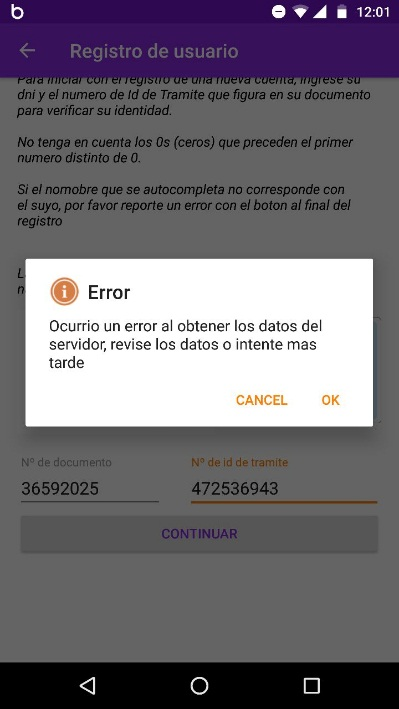 b
12:01
Registro de usuario
Para iniciar con el registro de una nueva cuenta, ingrese su
dni y el numero de Id de Tramite que figura en su documento
para verificar su identidad.
No tenga en cuenta los 0s (ceros) que preceden el primer
numero distinto de 0.
Si el nomobre que se autocompleta no corresponde con
el suyo, por favor reporte un error con el boton al final del
registro
Error
Ocurrio un error al obtener los datos del
servidor, revise los datos o intente mas
tarde
CANCEL OK
Nº de documento Nº de id de tramite
36592025 472536943
CONTINUAR